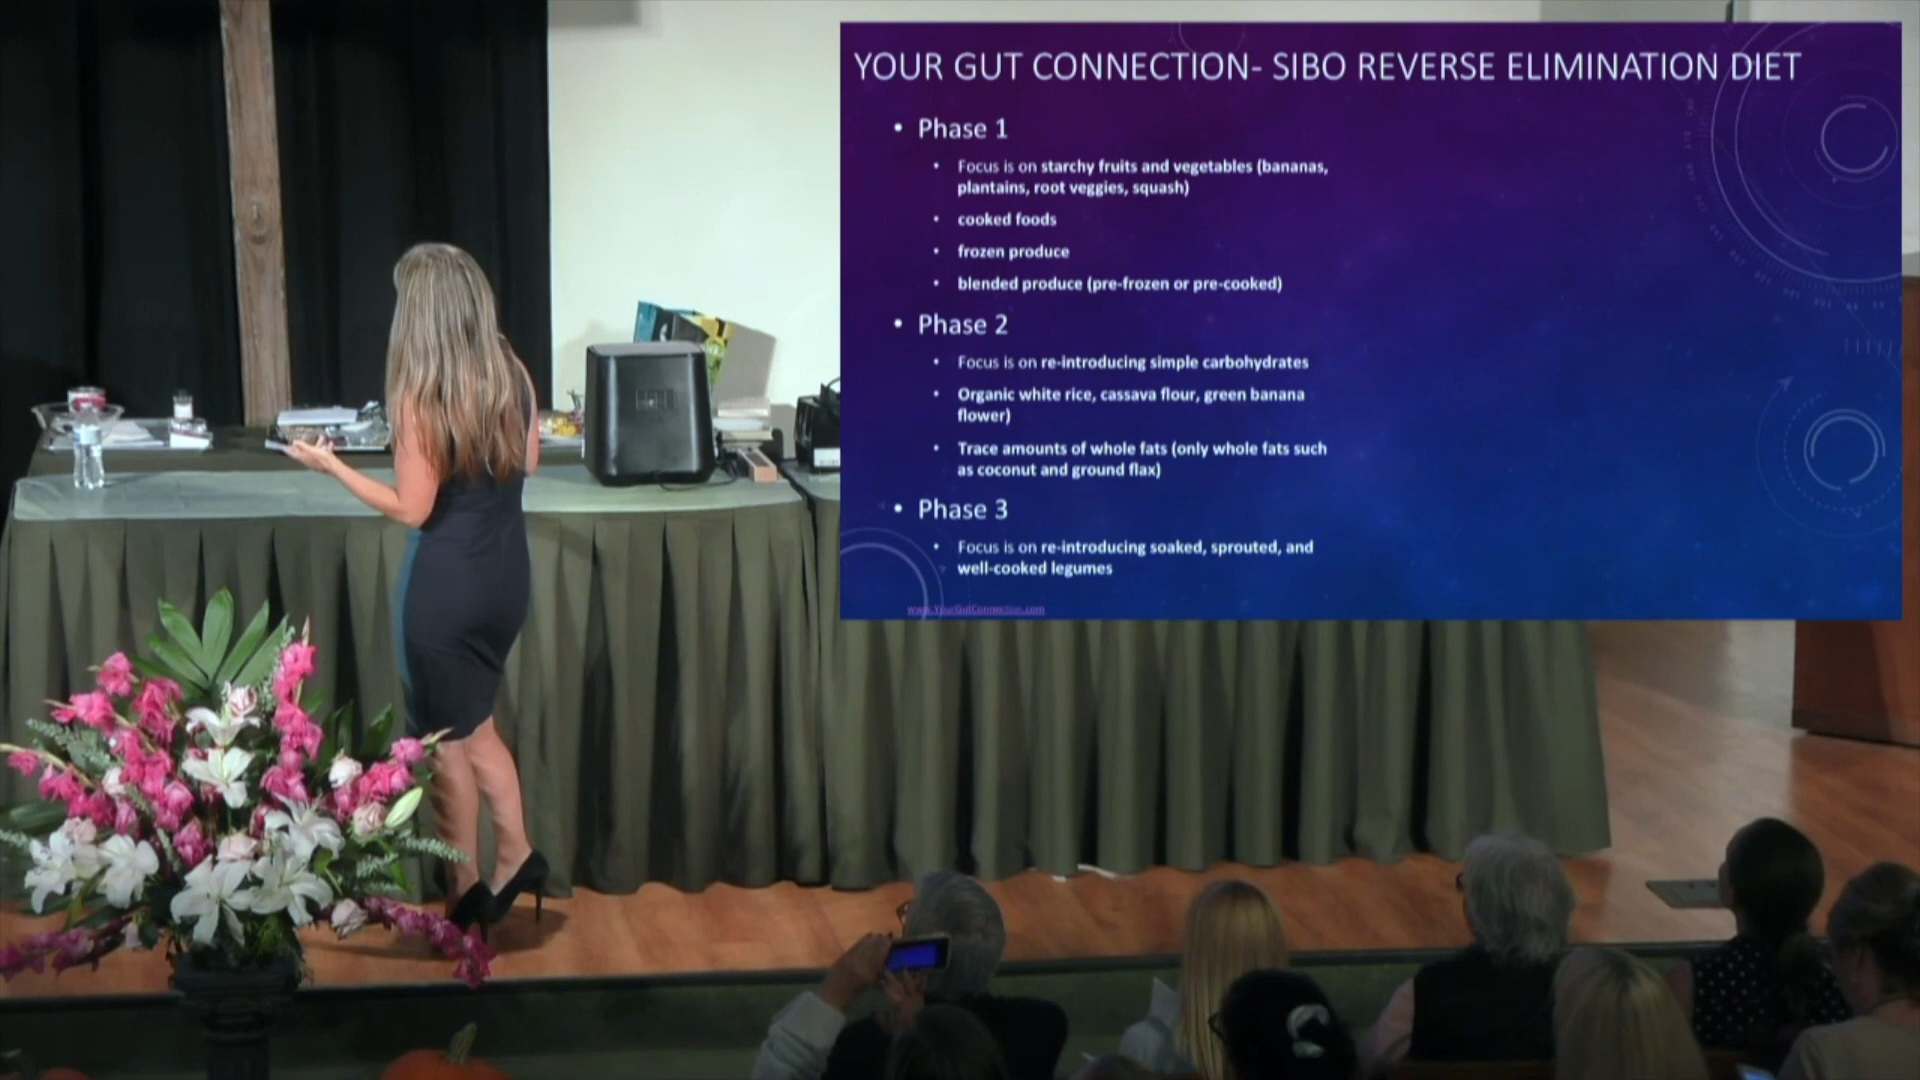 YOUR GUT CONNECTION- SIBO REVERSE ELIMINATION DIET
• Phase 1
• Focus is on starchy fruits and vegetables (bananas,
plantains, root veggies, squash)
• cooked foods
• frozen produce
• blended produce (pre-frozen or pre-cooked)
• Phase 2
• Focus is on re-introducing simple carbohydrates
• Organic white rice, cassava flour, green banana
flower)
• Trace amounts of whole fats (only whole fats such
as coconut and ground flax)
• Phase 3
• Focus is on re-introducing soaked, sprouted, and
well-cooked legumes
www.YourGutConnection.com